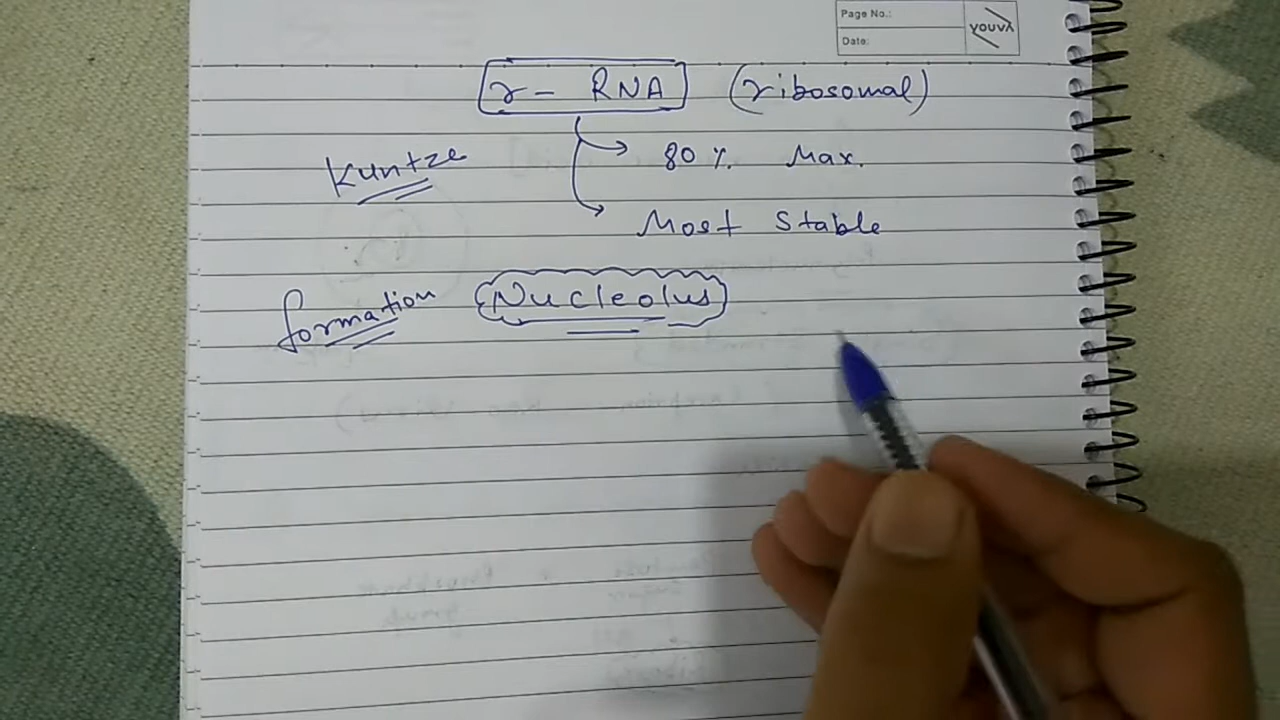 Page No.:
Date:
YOUVA
r - RNA (ribosomal)
80 % Max.
Kuntze
Most Stable
formation Nucleolus